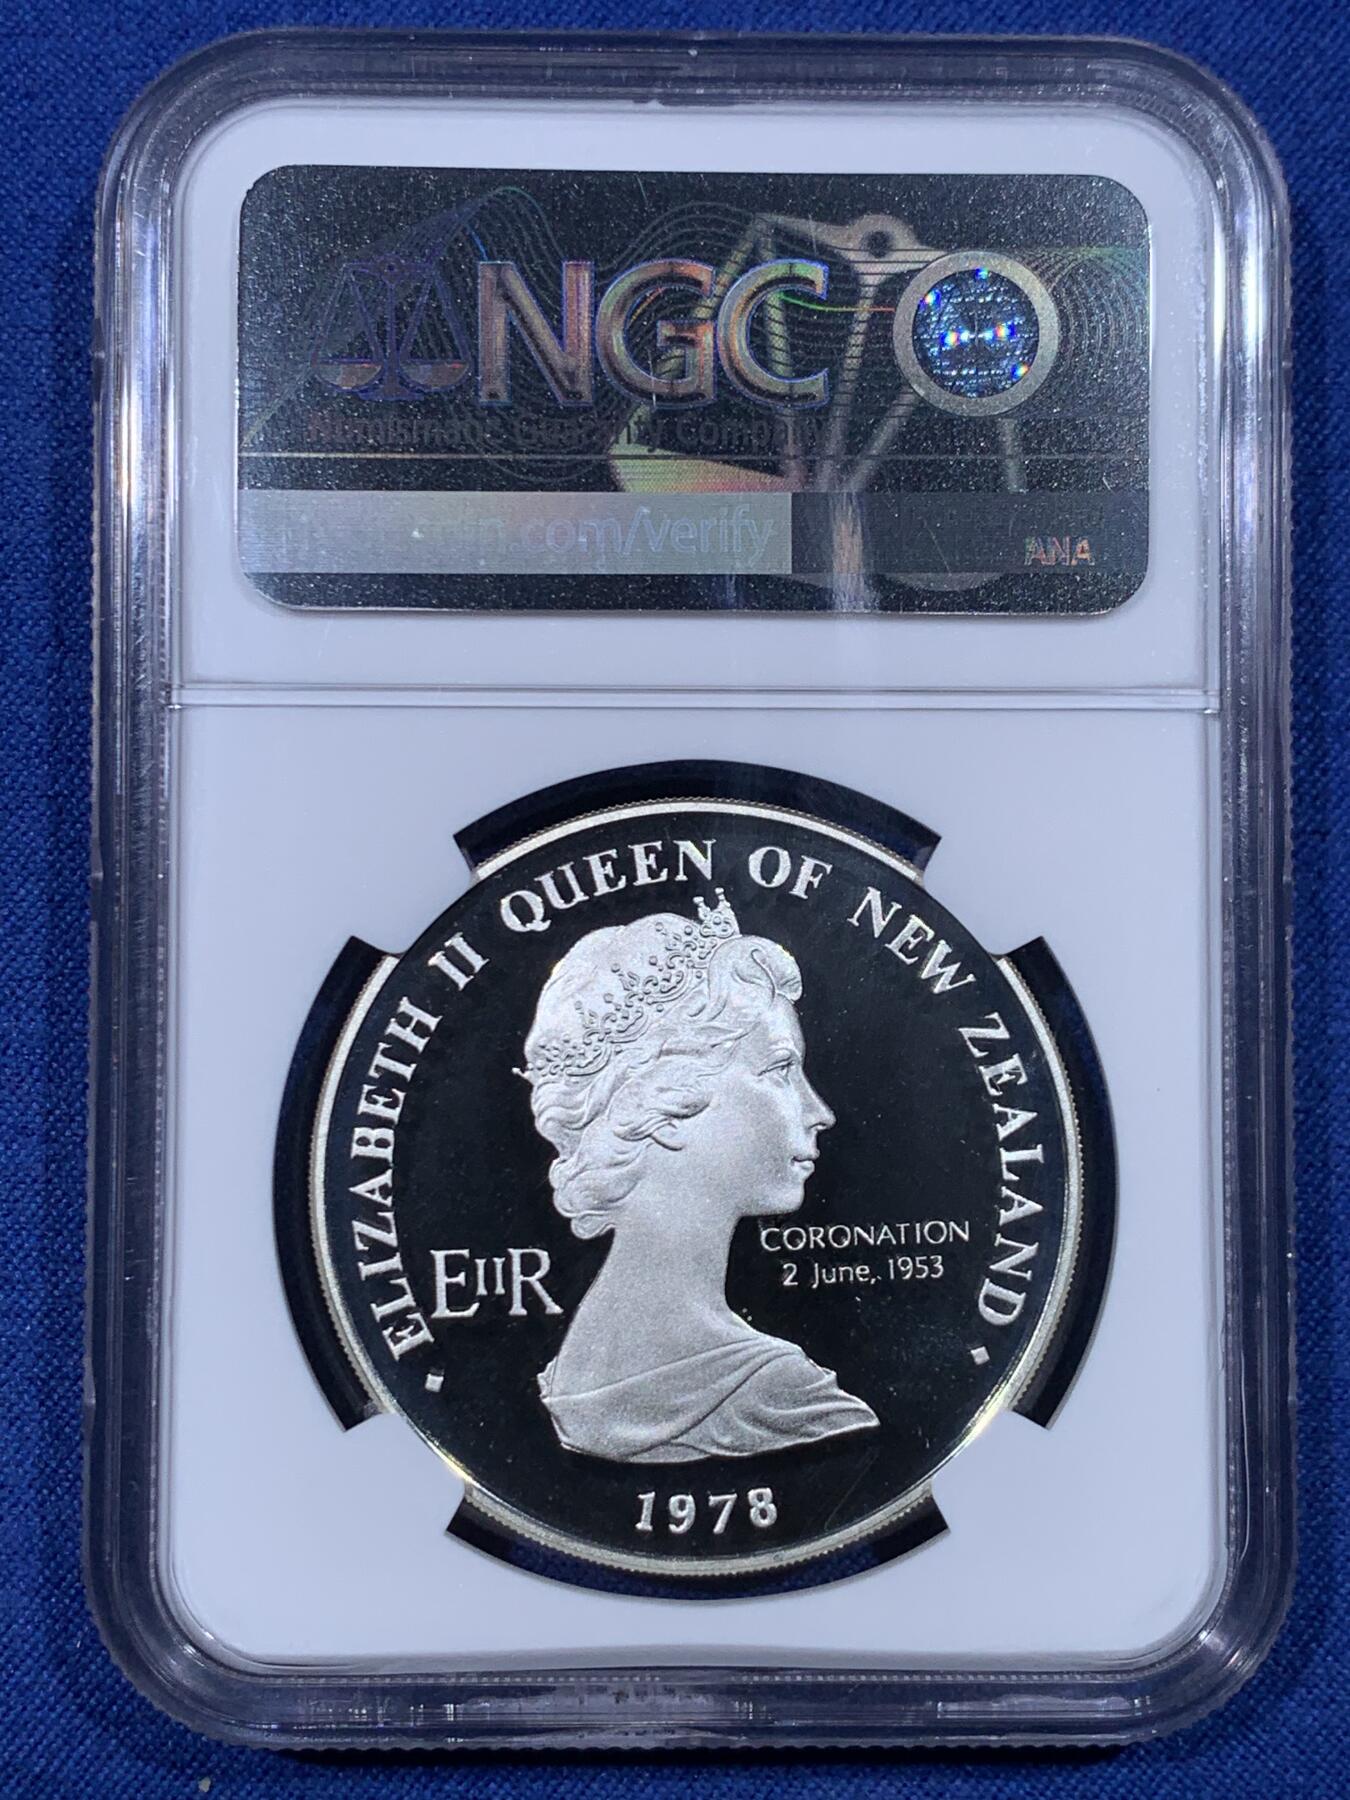 NGC
Numismatic Guaranty Company
.com/verify
ANA
ELIZABETH II QUEEN OF NEW ZEALAND
EIIR
CORONATION
2 June, 1953
1978